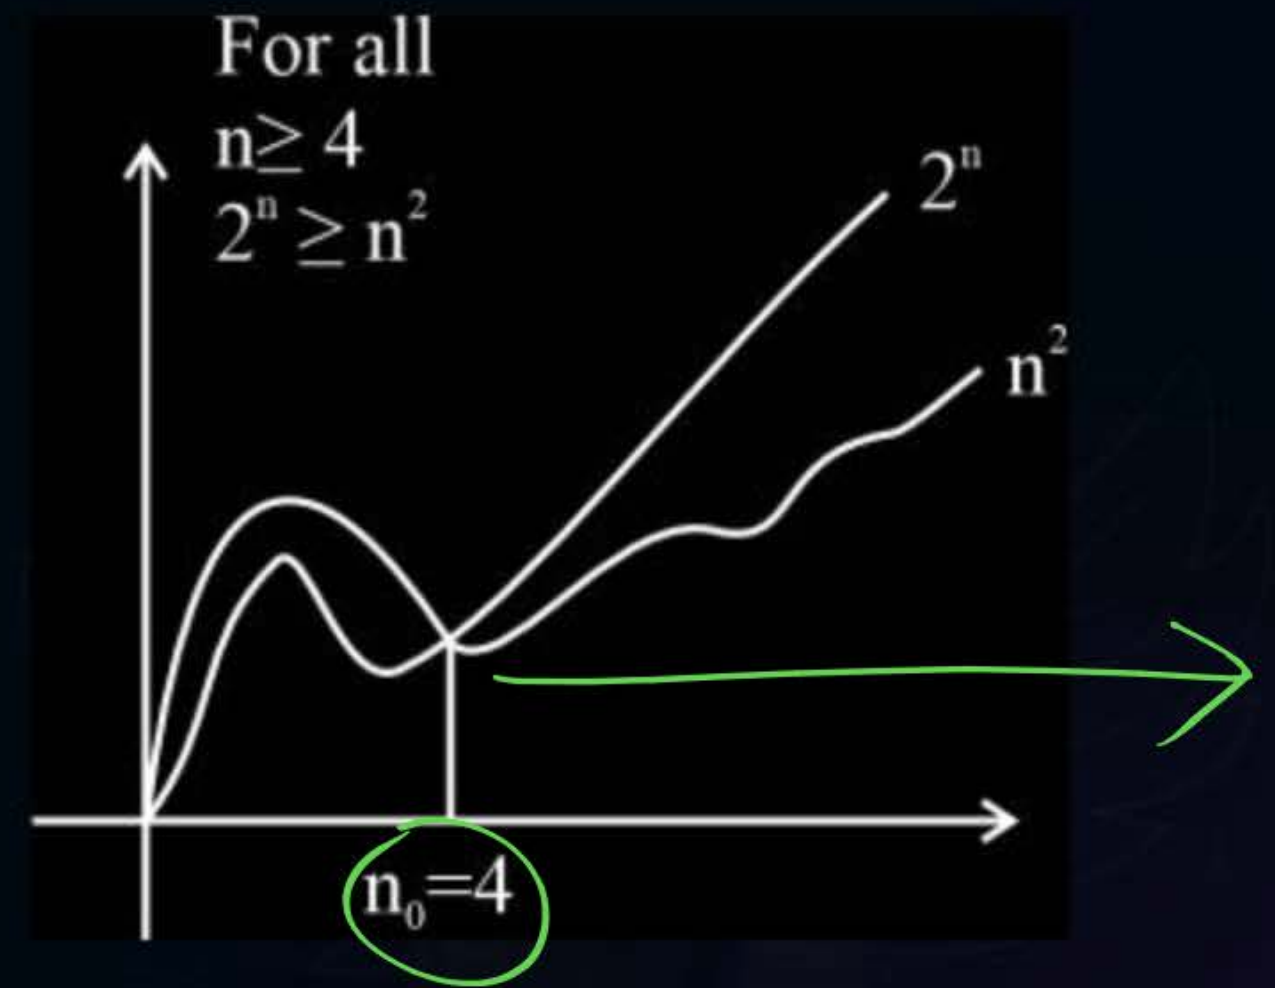 For all
n≥ 4
2ⁿ ≥ n²
2ⁿ
n²
n₀=4